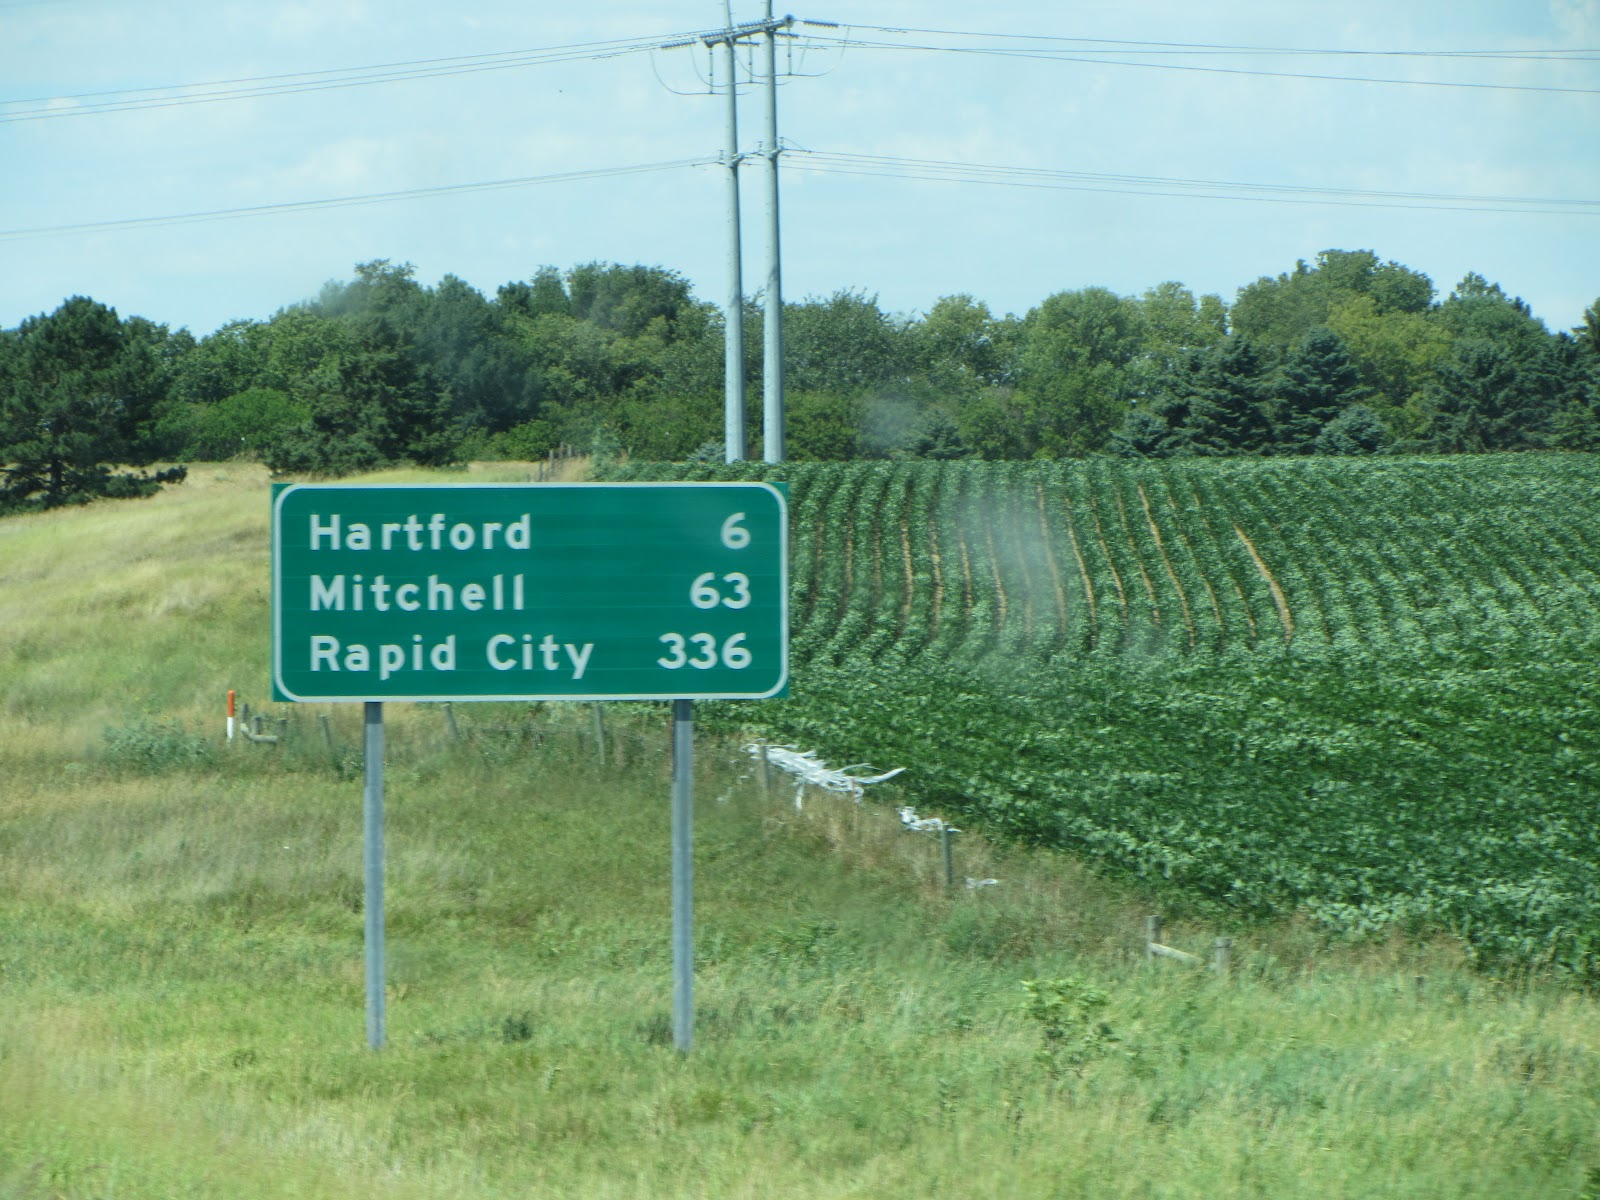 Hartford 6
Mitchell 63
Rapid City 336